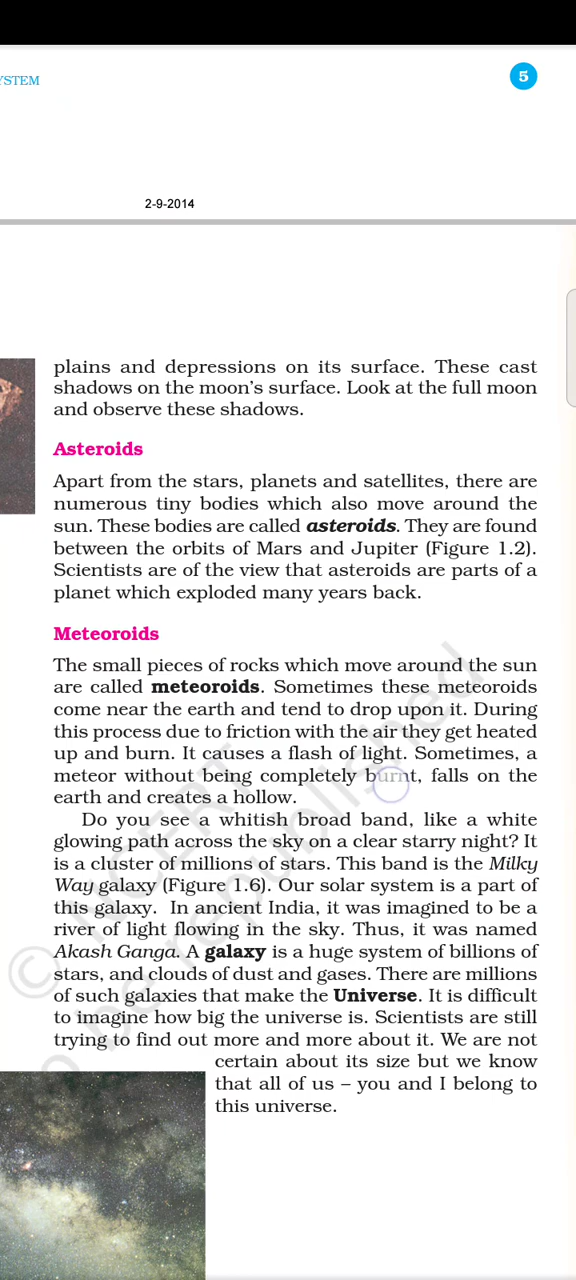 YSTEM
5
2-9-2014
plains and depressions on its surface. These cast
shadows on the moon's surface. Look at the full moon
and observe these shadows.
Asteroids
Apart from the stars, planets and satellites, there are
numerous tiny bodies which also move around the
sun. These bodies are called asteroids. They are found
between the orbits of Mars and Jupiter (Figure 1.2).
Scientists are of the view that asteroids are parts of a
planet which exploded many years back.
Meteoroids
The small pieces of rocks which move around the sun
are called meteoroids. Sometimes these meteoroids
come near the earth and tend to drop upon it. During
this process due to friction with the air they get heated
up and burn. It causes a flash of light. Sometimes, a
meteor without being completely burnt, falls on the
earth and creates a hollow.
Do you see a whitish broad band, like a white
glowing path across the sky on a clear starry night? It
is a cluster of millions of stars. This band is the Milky
Way galaxy (Figure 1.6). Our solar system is a part of
this galaxy. In ancient India, it was imagined to be a
river of light flowing in the sky. Thus, it was named
Akash Ganga. A galaxy is a huge system of billions of
stars, and clouds of dust and gases. There are millions
of such galaxies that make the Universe. It is difficult
to imagine how big the universe is. Scientists are still
trying to find out more and more about it. We are not
certain about its size but we know
that all of us – you and I belong to
this universe.
© NCERT
o be republished